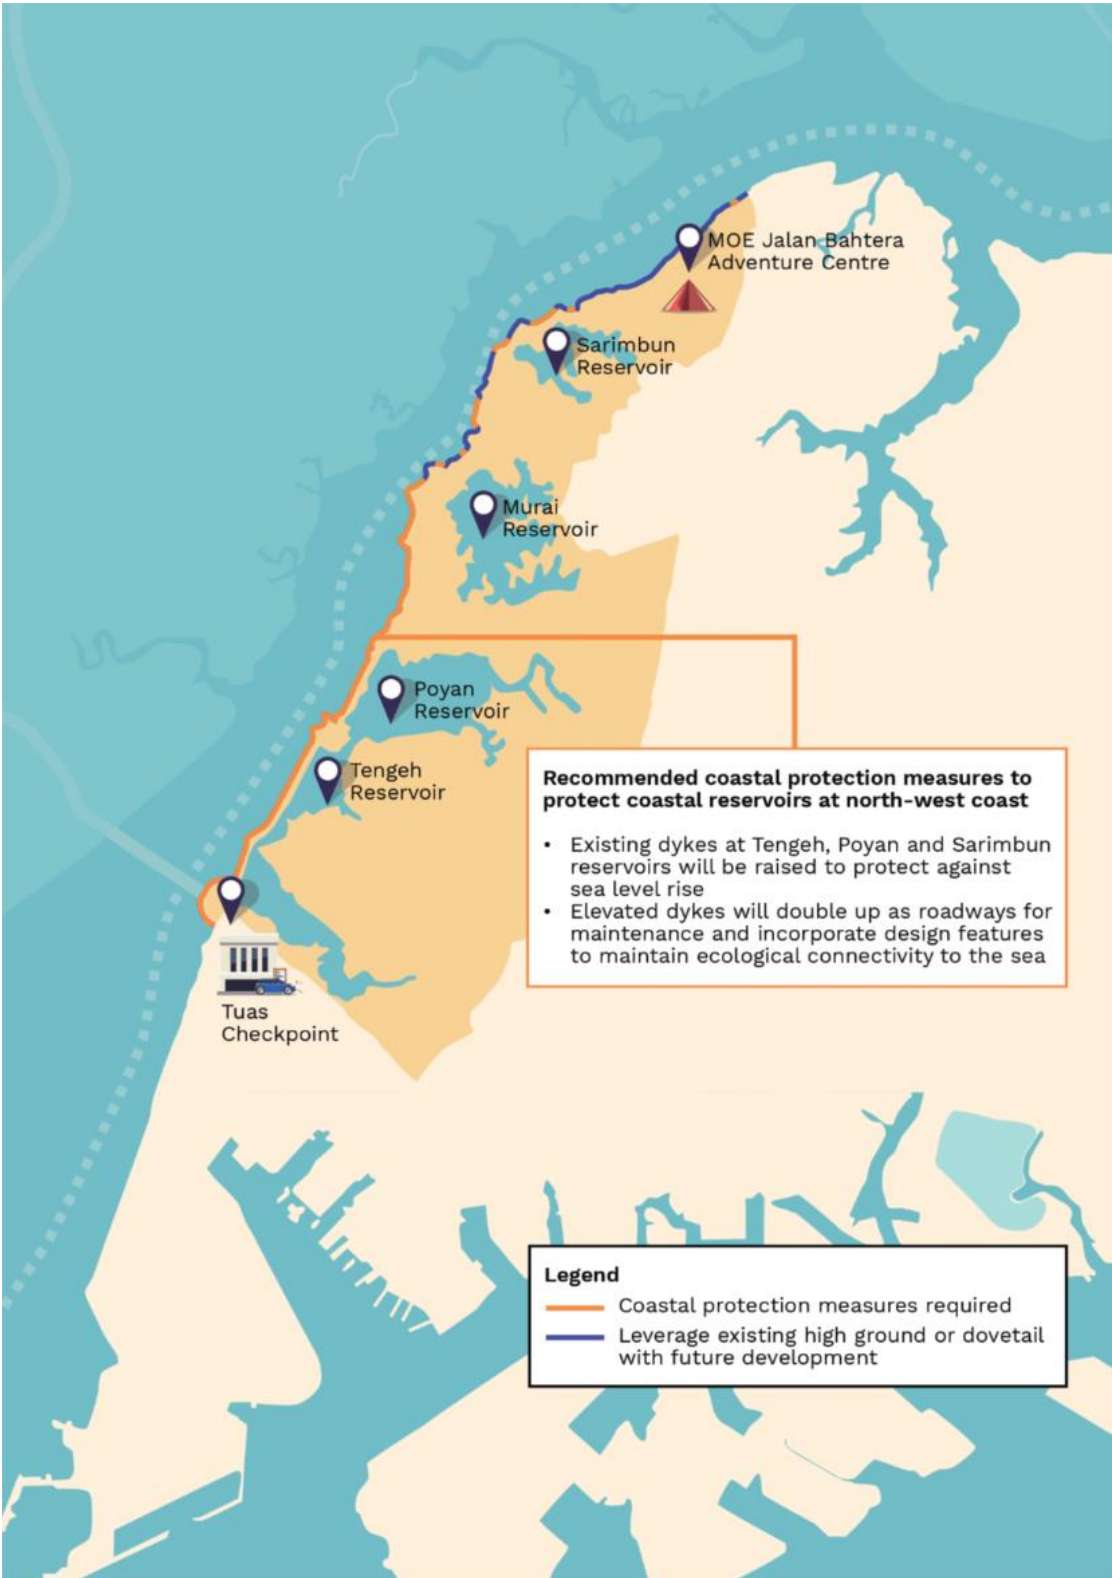 MOE Jalan Bahtera
Adventure Centre
Sarimbun
Reservoir
Murai
Reservoir
Poyan
Reservoir
Tengeh
Reservoir
Recommended coastal protection measures to
protect coastal reservoirs at north-west coast
• Existing dykes at Tengeh, Poyan and Sarimbun
reservoirs will be raised to protect against
sea level rise
• Elevated dykes will double up as roadways for
maintenance and incorporate design features
to maintain ecological connectivity to the sea
Tuas
Checkpoint
Legend
Coastal protection measures required
Leverage existing high ground or dovetail
with future development